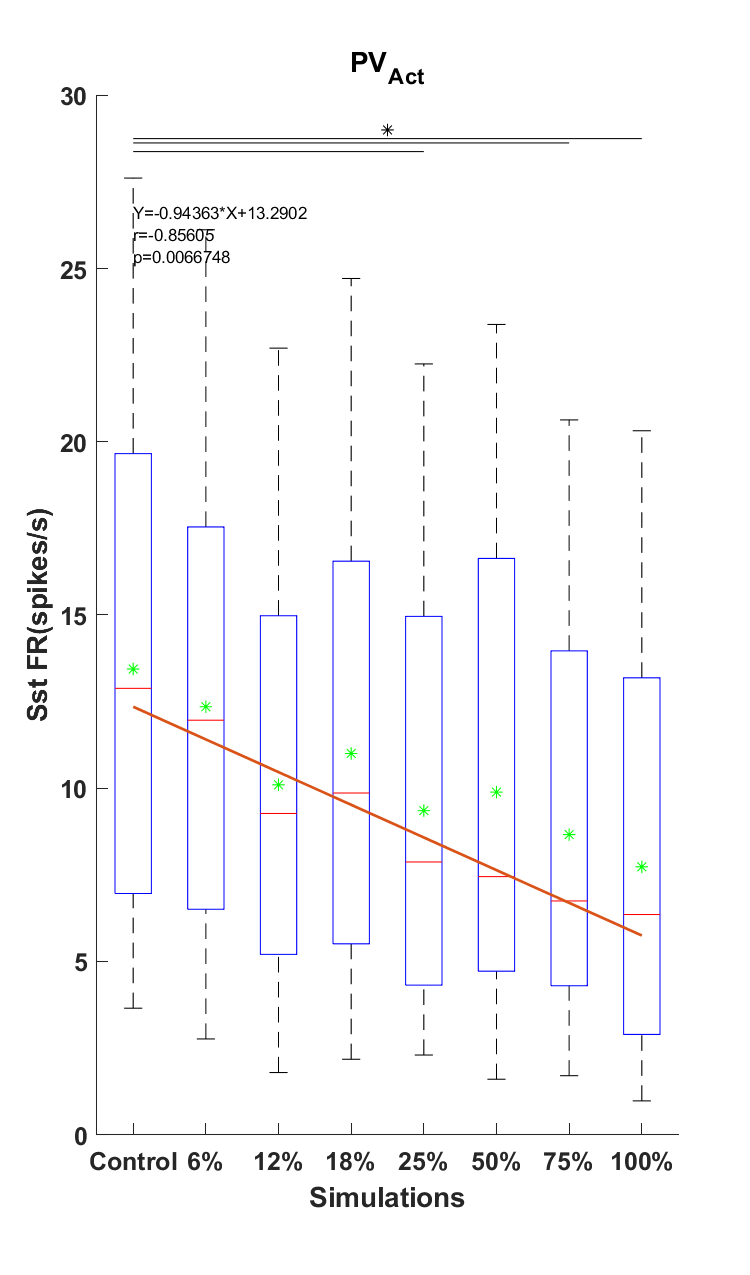 PV_Act
30
Y=-0.94363*X+13.2902
r=-0.85605
p=0.0066748
25
20
15
10
5
0
Sst FR(spikes/s)
Control 6% 12% 18% 25% 50% 75% 100%
Simulations